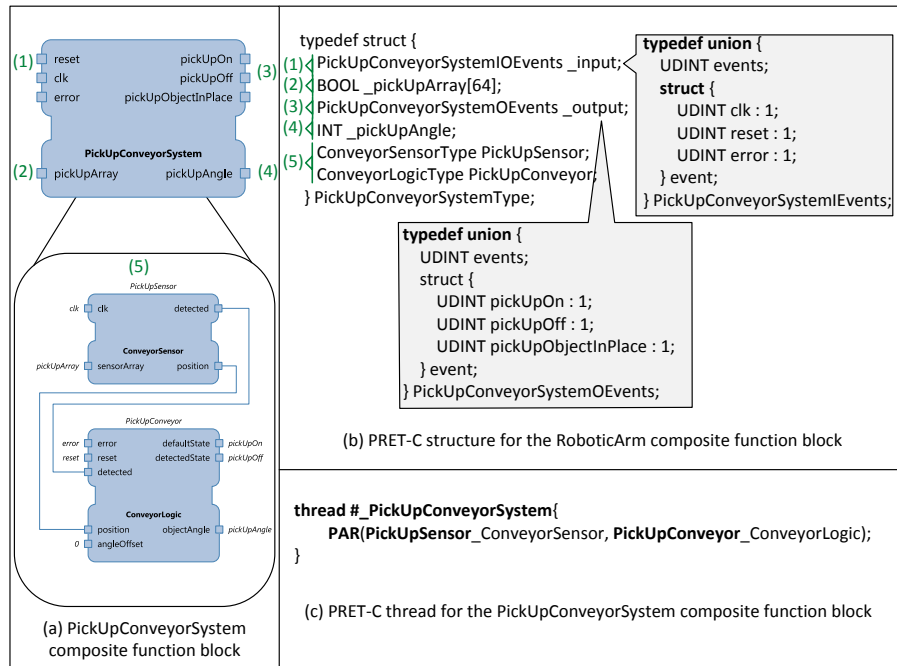 (1)
reset
pickUpOn
clk
pickUpOff
(3)
error
pickUpObjectInPlace
PickUpConveyorSystem
(2)
pickUpArray
pickUpAngle
(4)
(5)
PickUpSensor
clk
clk
detected
ConveyorSensor
pickUpArray
sensorArray
position
PickUpConveyor
error
error
defaultState
pickUpOn
reset
reset
detectedState
pickUpOff
detected
ConveyorLogic
position
objectAngle
pickUpAngle
0
angleOffset
(a) PickUpConveyorSystem
composite function block
typedef struct {
(1) PickUpConveyorSystemIOEvents _input;
(2) BOOL _pickUpArray[64];
(3) PickUpConveyorSystemOEvents _output;
(4) INT _pickUpAngle;
(5) ConveyorSensorType PickUpSensor;
ConveyorLogicType PickUpConveyor;
} PickUpConveyorSystemType;
typedef union {
UDINT events;
struct {
UDINT clk : 1;
UDINT reset : 1;
UDINT error : 1;
} event;
} PickUpConveyorSystemIEvents;
typedef union {
UDINT events;
struct {
UDINT pickUpOn : 1;
UDINT pickUpOff : 1;
UDINT pickUpObjectInPlace : 1;
} event;
} PickUpConveyorSystemOEvents;
(b) PRET-C structure for the RoboticArm composite function block
thread #_PickUpConveyorSystem{
PAR(PickUpSensor_ConveyorSensor, PickUpConveyor_ConveyorLogic);
}
(c) PRET-C thread for the PickUpConveyorSystem composite function block